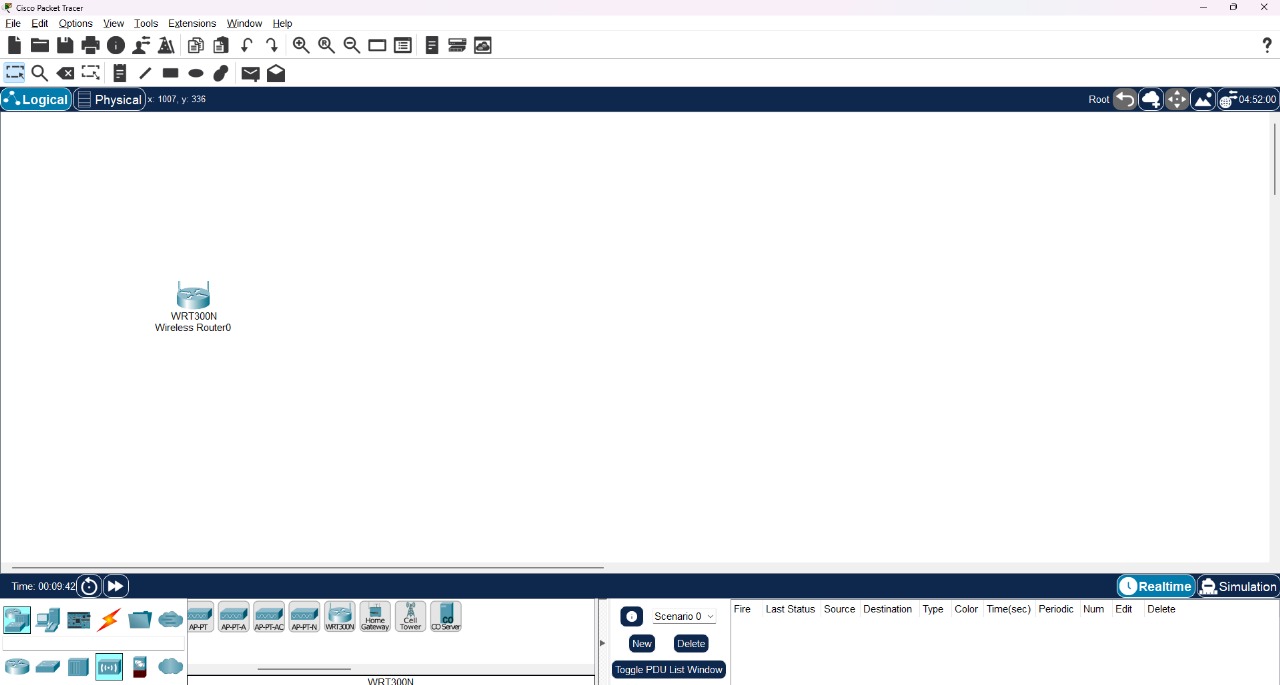 Cisco Packet Tracer
File Edit Options View Tools Extensions Window Help
Logical Physical x: 1007, y: 336 Root 04:52:00
WRT300N
Wireless Router0
Time: 00:09:42 Realtime Simulation
AP-PT AP-PT-A AP-PT-AC AP-PT-N WRT300N Home Gateway Cell Tower CO CO Server
Scenario 0
New Delete
Toggle PDU List Window
Fire Last Status Source Destination Type Color Time(sec) Periodic Num Edit Delete
WRT300N